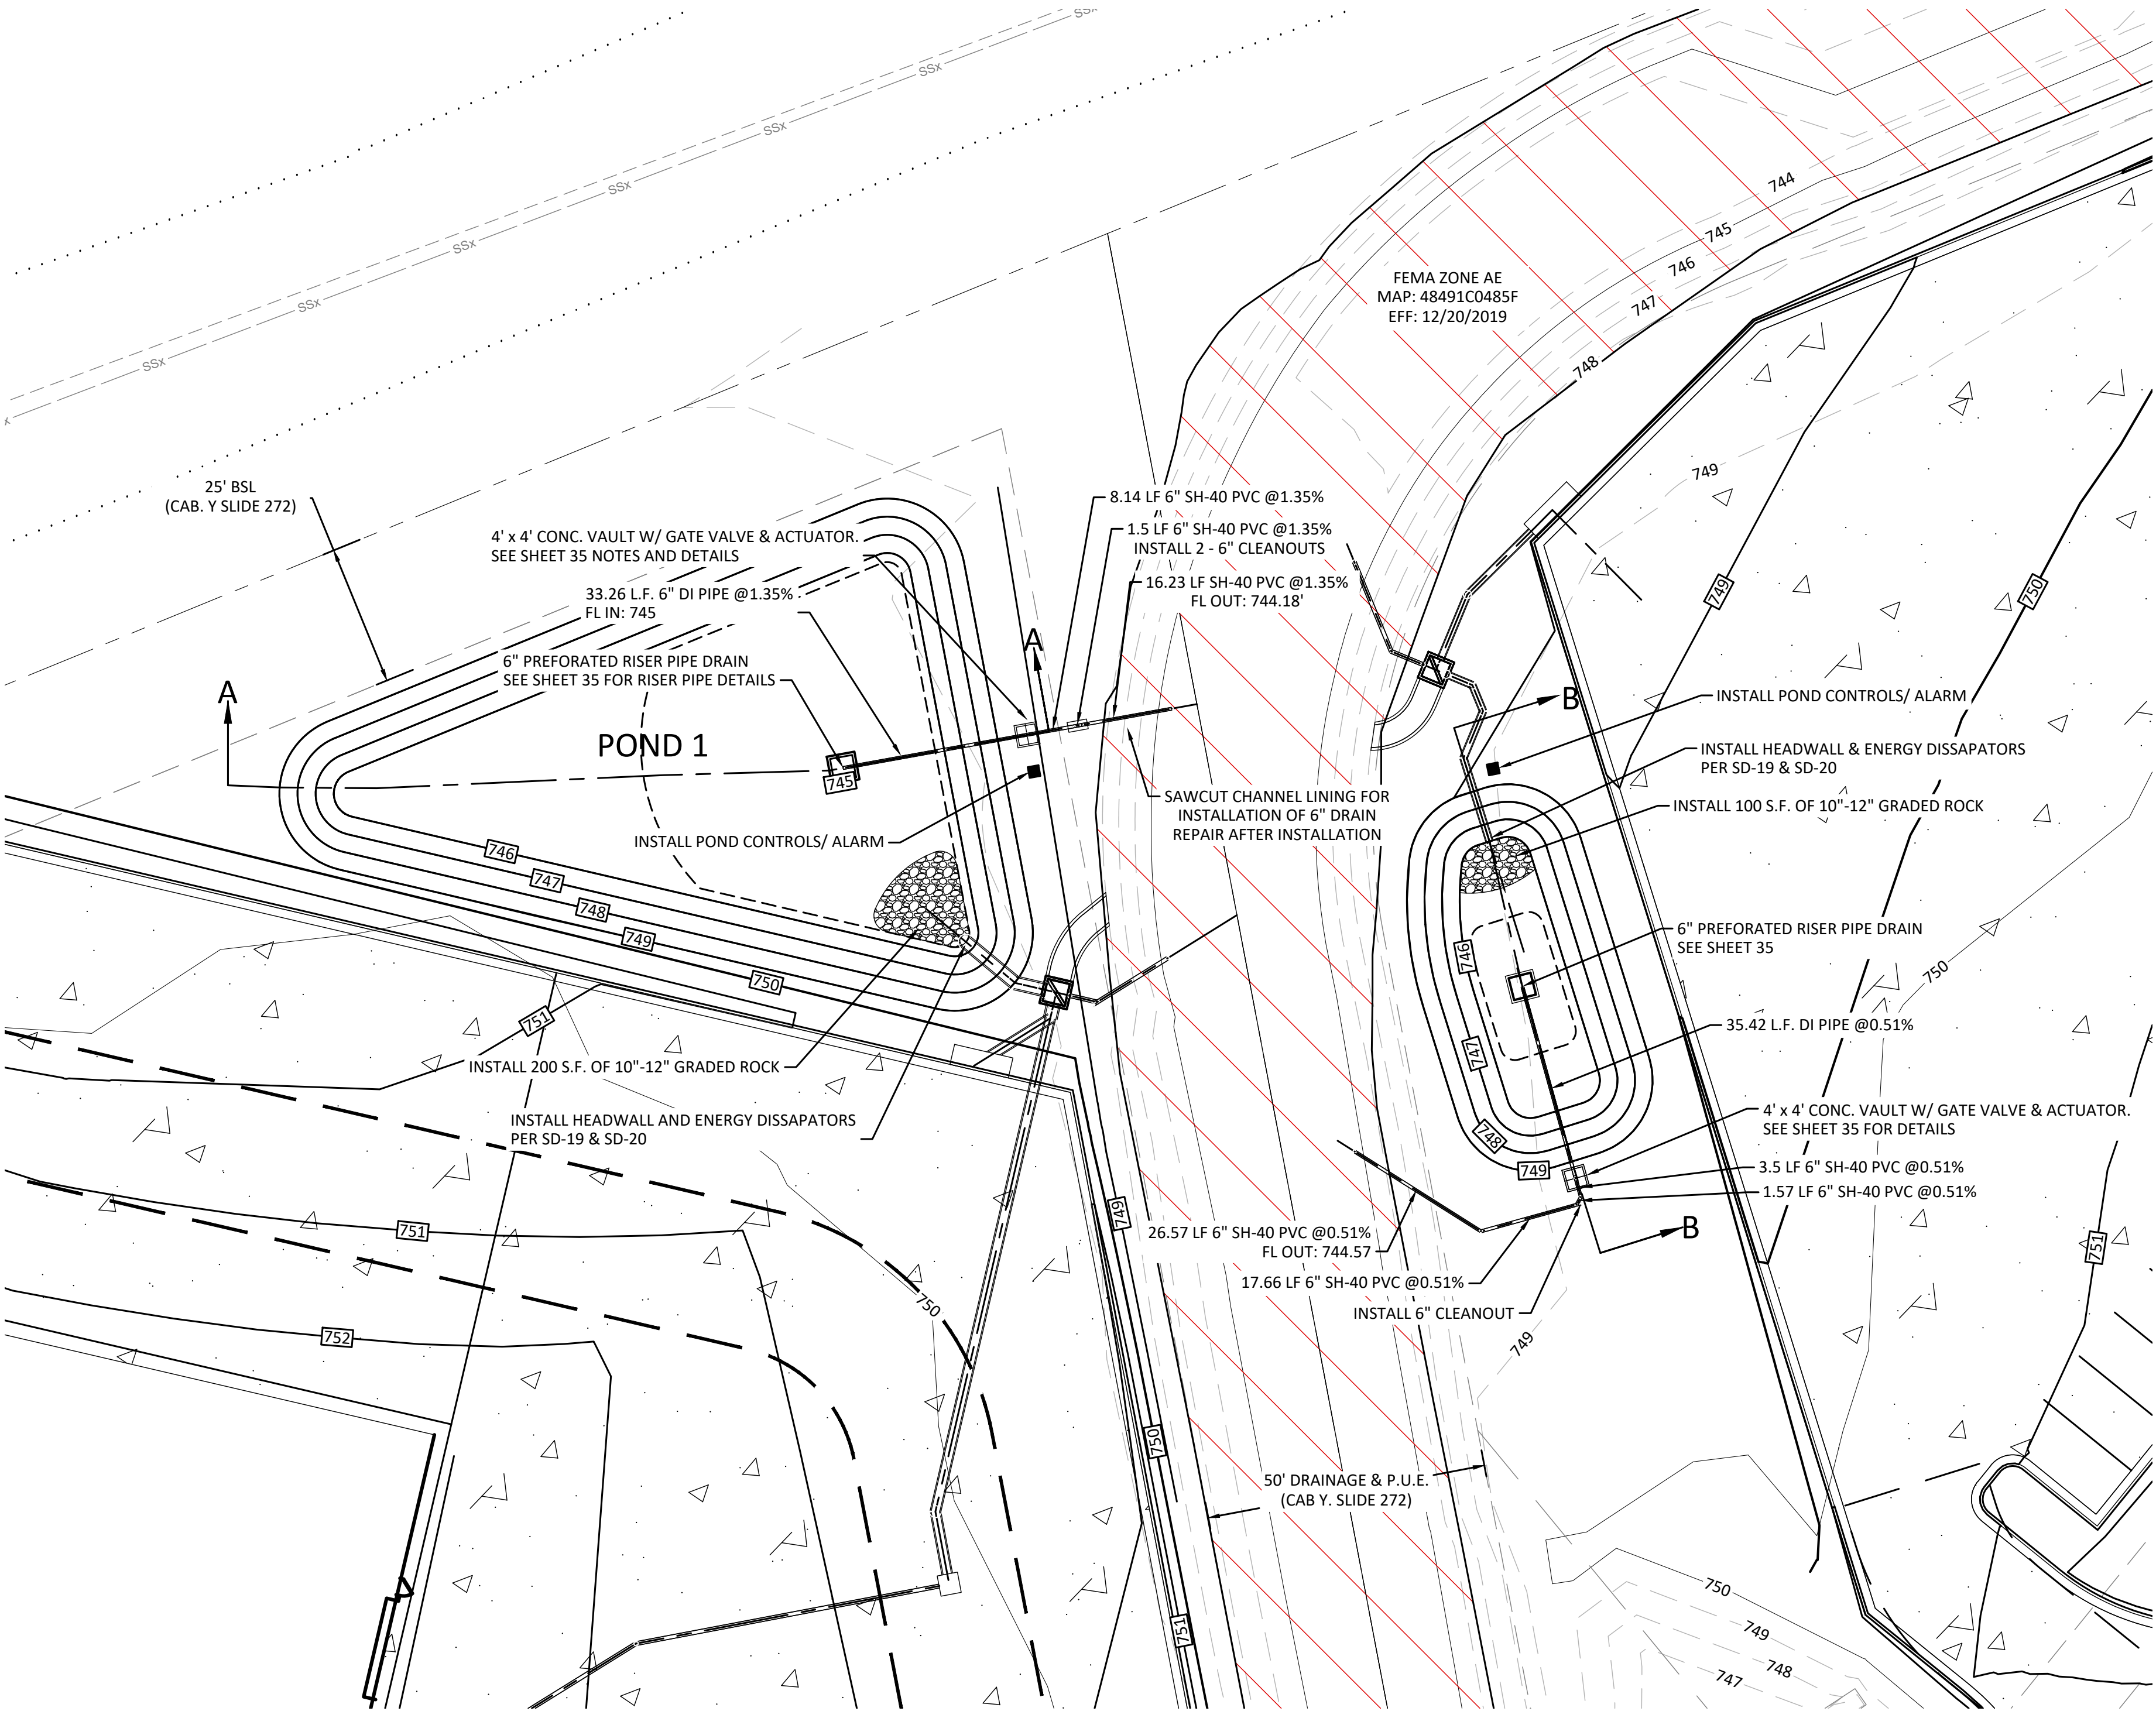 SSx
SSx
SSx
SSx
SSx
SSx
SSx
x
744
745
746
747
748
FEMA ZONE AE
MAP: 48491C0485F
EFF: 12/20/2019
25' BSL
(CAB. Y SLIDE 272)
4' x 4' CONC. VAULT W/ GATE VALVE & ACTUATOR.
SEE SHEET 35 NOTES AND DETAILS
33.26 L.F. 6" DI PIPE @1.35%
FL IN: 745
6" PREFORATED RISER PIPE DRAIN
SEE SHEET 35 FOR RISER PIPE DETAILS
8.14 LF 6" SH-40 PVC @1.35%
1.5 LF 6" SH-40 PVC @1.35%
INSTALL 2 - 6" CLEANOUTS
16.23 LF SH-40 PVC @1.35%
FL OUT: 744.18'
749
749
750
A
A
POND 1
745
INSTALL POND CONTROLS/ ALARM
SAWCUT CHANNEL LINING FOR
INSTALLATION OF 6" DRAIN
REPAIR AFTER INSTALLATION
B
INSTALL POND CONTROLS/ ALARM
INSTALL HEADWALL & ENERGY DISSAPATORS
PER SD-19 & SD-20
INSTALL 100 S.F. OF 10"-12" GRADED ROCK
746
747
748
749
750
751
6" PREFORATED RISER PIPE DRAIN
SEE SHEET 35
746
747
748
749
750
35.42 L.F. DI PIPE @0.51%
INSTALL 200 S.F. OF 10"-12" GRADED ROCK
INSTALL HEADWALL AND ENERGY DISSAPATORS
PER SD-19 & SD-20
4' x 4' CONC. VAULT W/ GATE VALVE & ACTUATOR.
SEE SHEET 35 FOR DETAILS
3.5 LF 6" SH-40 PVC @0.51%
1.57 LF 6" SH-40 PVC @0.51%
B
26.57 LF 6" SH-40 PVC @0.51%
FL OUT: 744.57
17.66 LF 6" SH-40 PVC @0.51%
INSTALL 6" CLEANOUT
749
749
751
751
752
750
750
50' DRAINAGE & P.U.E.
(CAB Y. SLIDE 272)
751
750
749
748
747